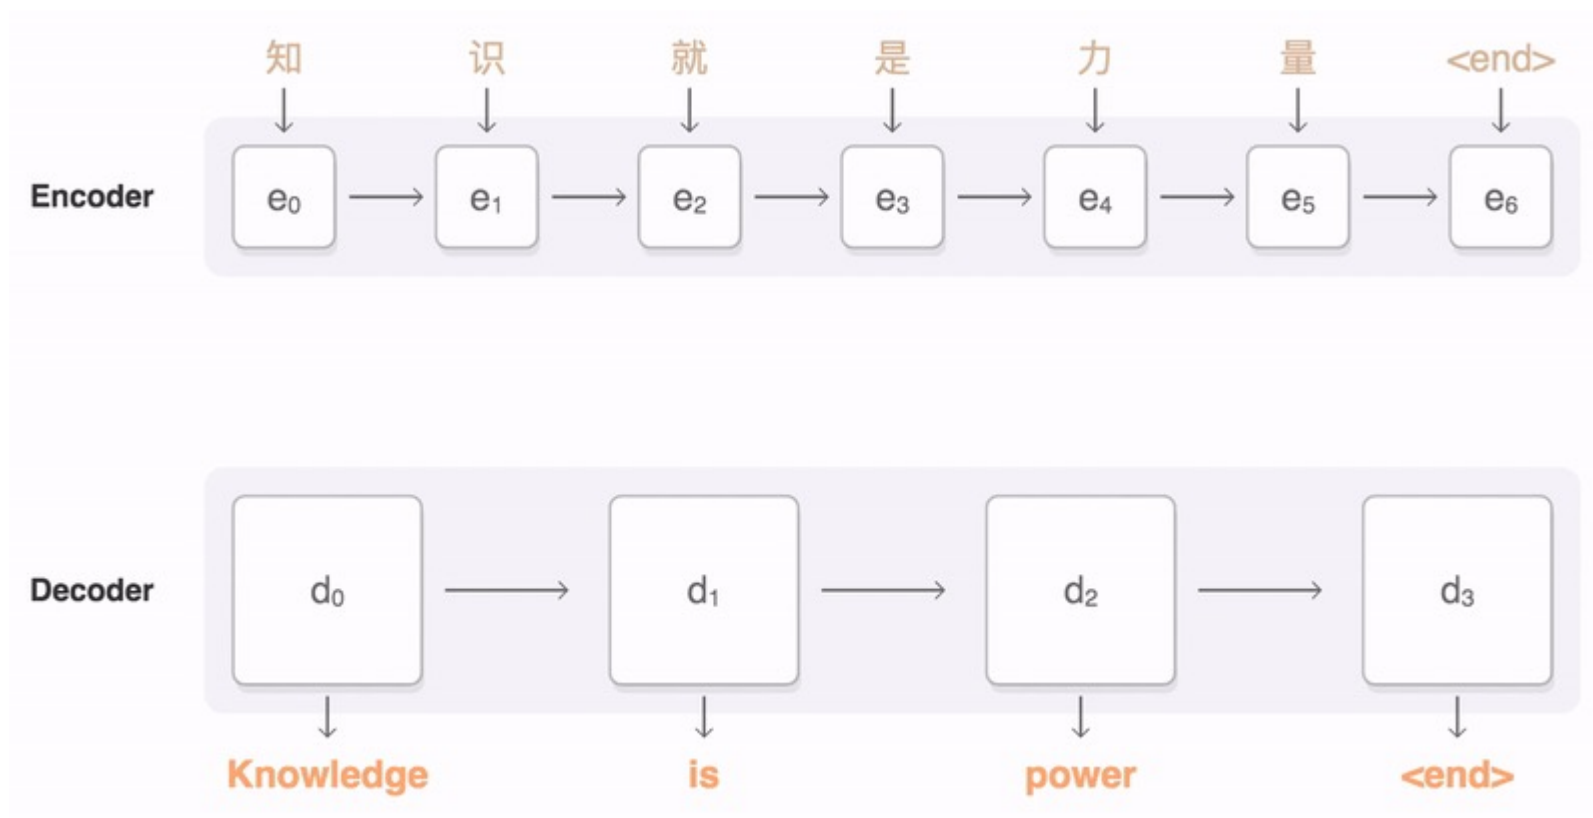 知 识 就 是 力 量 <end>
Encoder e₀ e₁ e₂ e₃ e₄ e₅ e₆
Decoder d₀ d₁ d₂ d₃
Knowledge is power <end>